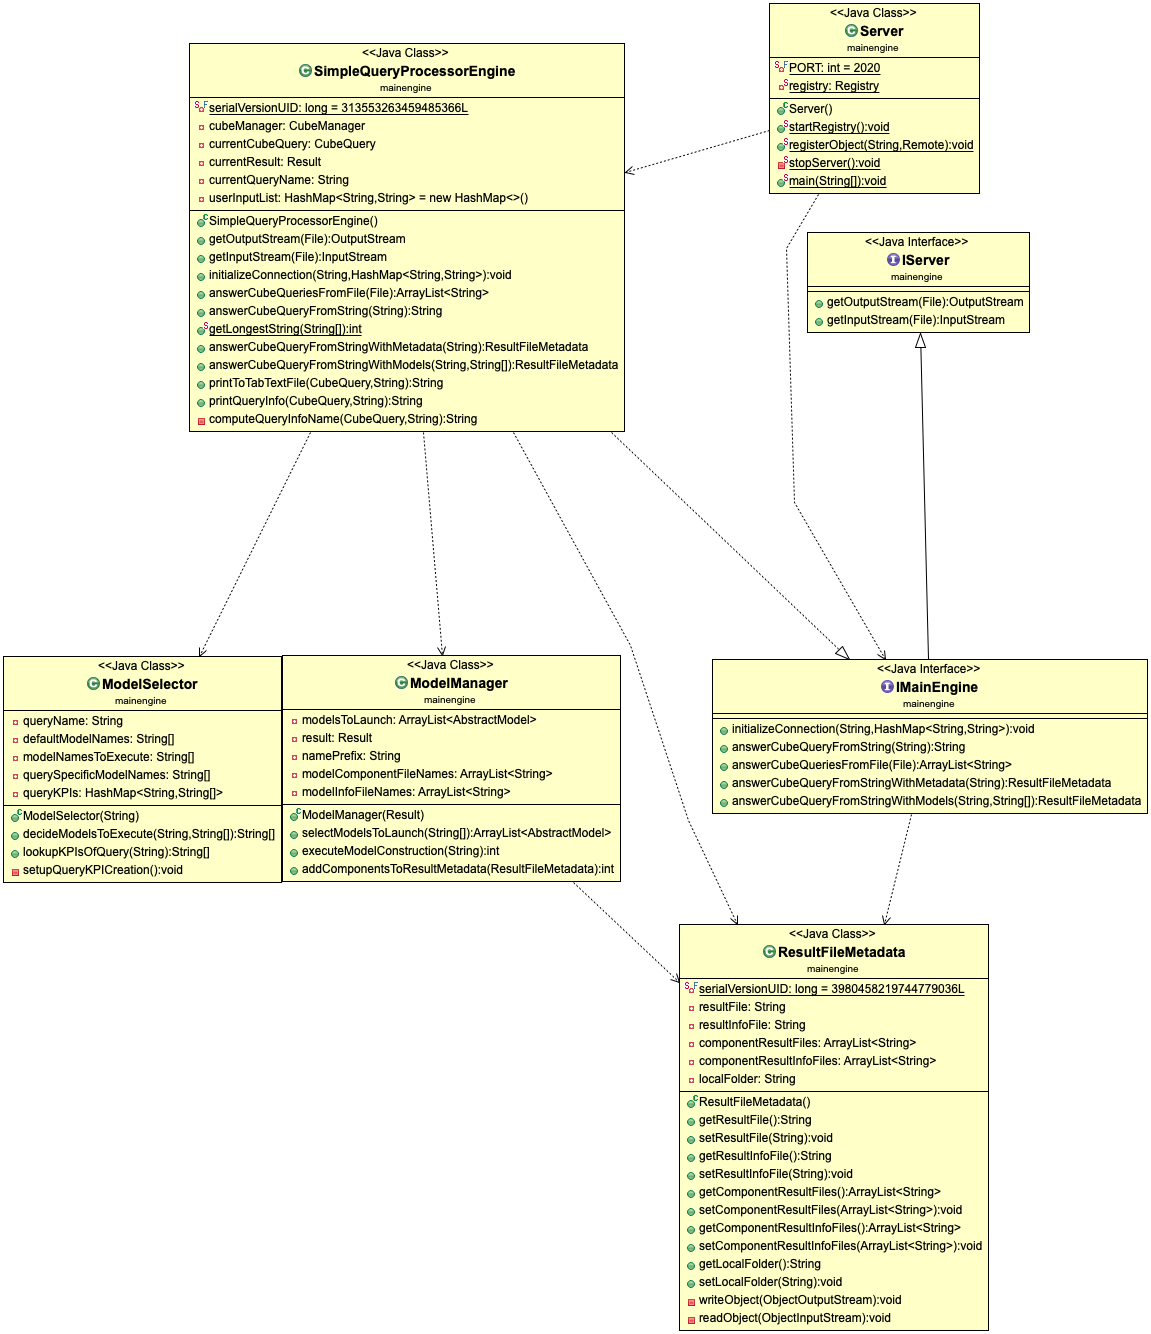 <<Java Class>>
Server
mainengine
PORT: int = 2020
registry: Registry
Server()
startRegistry():void
registerObject(String,Remote):void
stopServer():void
main(String[]):void
<<Java Class>>
SimpleQueryProcessorEngine
mainengine
serialVersionUID: long = 313553263459485366L
cubeManager: CubeManager
currentCubeQuery: CubeQuery
currentResult: Result
currentQueryName: String
userInputList: HashMap<String,String> = new HashMap<>()
SimpleQueryProcessorEngine()
getOutputStream(File):OutputStream
getInputStream(File):InputStream
initializeConnection(String,HashMap<String,String>):void
answerCubeQueriesFromFile(File):ArrayList<String>
answerCubeQueryFromString(String):String
getLongestString(String[]):int
answerCubeQueryFromStringWithMetadata(String):ResultFileMetadata
answerCubeQueryFromStringWithModels(String,String[]):ResultFileMetadata
printToTabTextFile(CubeQuery,String):String
printQueryInfo(CubeQuery,String):String
computeQueryInfoName(CubeQuery,String):String
<<Java Interface>>
IServer
mainengine
getOutputStream(File):OutputStream
getInputStream(File):InputStream
<<Java Class>>
ModelSelector
mainengine
queryName: String
defaultModelNames: String[]
modelNamesToExecute: String[]
querySpecificModelNames: String[]
queryKPIs: HashMap<String,String[]>
ModelSelector(String)
decideModelsToExecute(String,String[]):String[]
lookupKPIsOfQuery(String):String[]
setupQueryKPICreation():void
<<Java Class>>
ModelManager
mainengine
modelsToLaunch: ArrayList<AbstractModel>
result: Result
namePrefix: String
modelComponentFileNames: ArrayList<String>
modelInfoFileNames: ArrayList<String>
ModelManager(Result)
selectModelsToLaunch(String[]):ArrayList<AbstractModel>
executeModelConstruction(String):int
addComponentsToResultMetadata(ResultFileMetadata):int
<<Java Interface>>
IMainEngine
mainengine
initializeConnection(String,HashMap<String,String>):void
answerCubeQueryFromString(String):String
answerCubeQueriesFromFile(File):ArrayList<String>
answerCubeQueryFromStringWithMetadata(String):ResultFileMetadata
answerCubeQueryFromStringWithModels(String,String[]):ResultFileMetadata
<<Java Class>>
ResultFileMetadata
mainengine
serialVersionUID: long = 3980458219744779036L
resultFile: String
resultInfoFile: String
componentResultFiles: ArrayList<String>
componentResultInfoFiles: ArrayList<String>
localFolder: String
ResultFileMetadata()
getResultFile():String
setResultFile(String):void
getResultInfoFile():String
setResultInfoFile(String):void
getComponentResultFiles():ArrayList<String>
setComponentResultFiles(ArrayList<String>):void
getComponentResultInfoFiles():ArrayList<String>
setComponentResultInfoFiles(ArrayList<String>):void
getLocalFolder():String
setLocalFolder(String):void
writeObject(ObjectOutputStream):void
readObject(ObjectInputStream):void